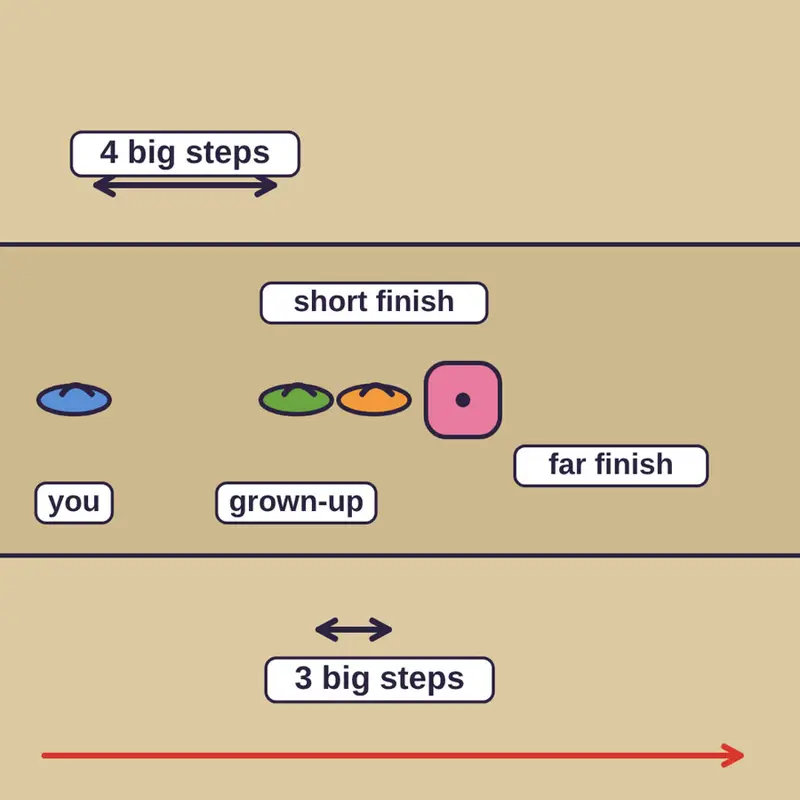 4 big steps
short finish
far finish
you
grown-up
3 big steps